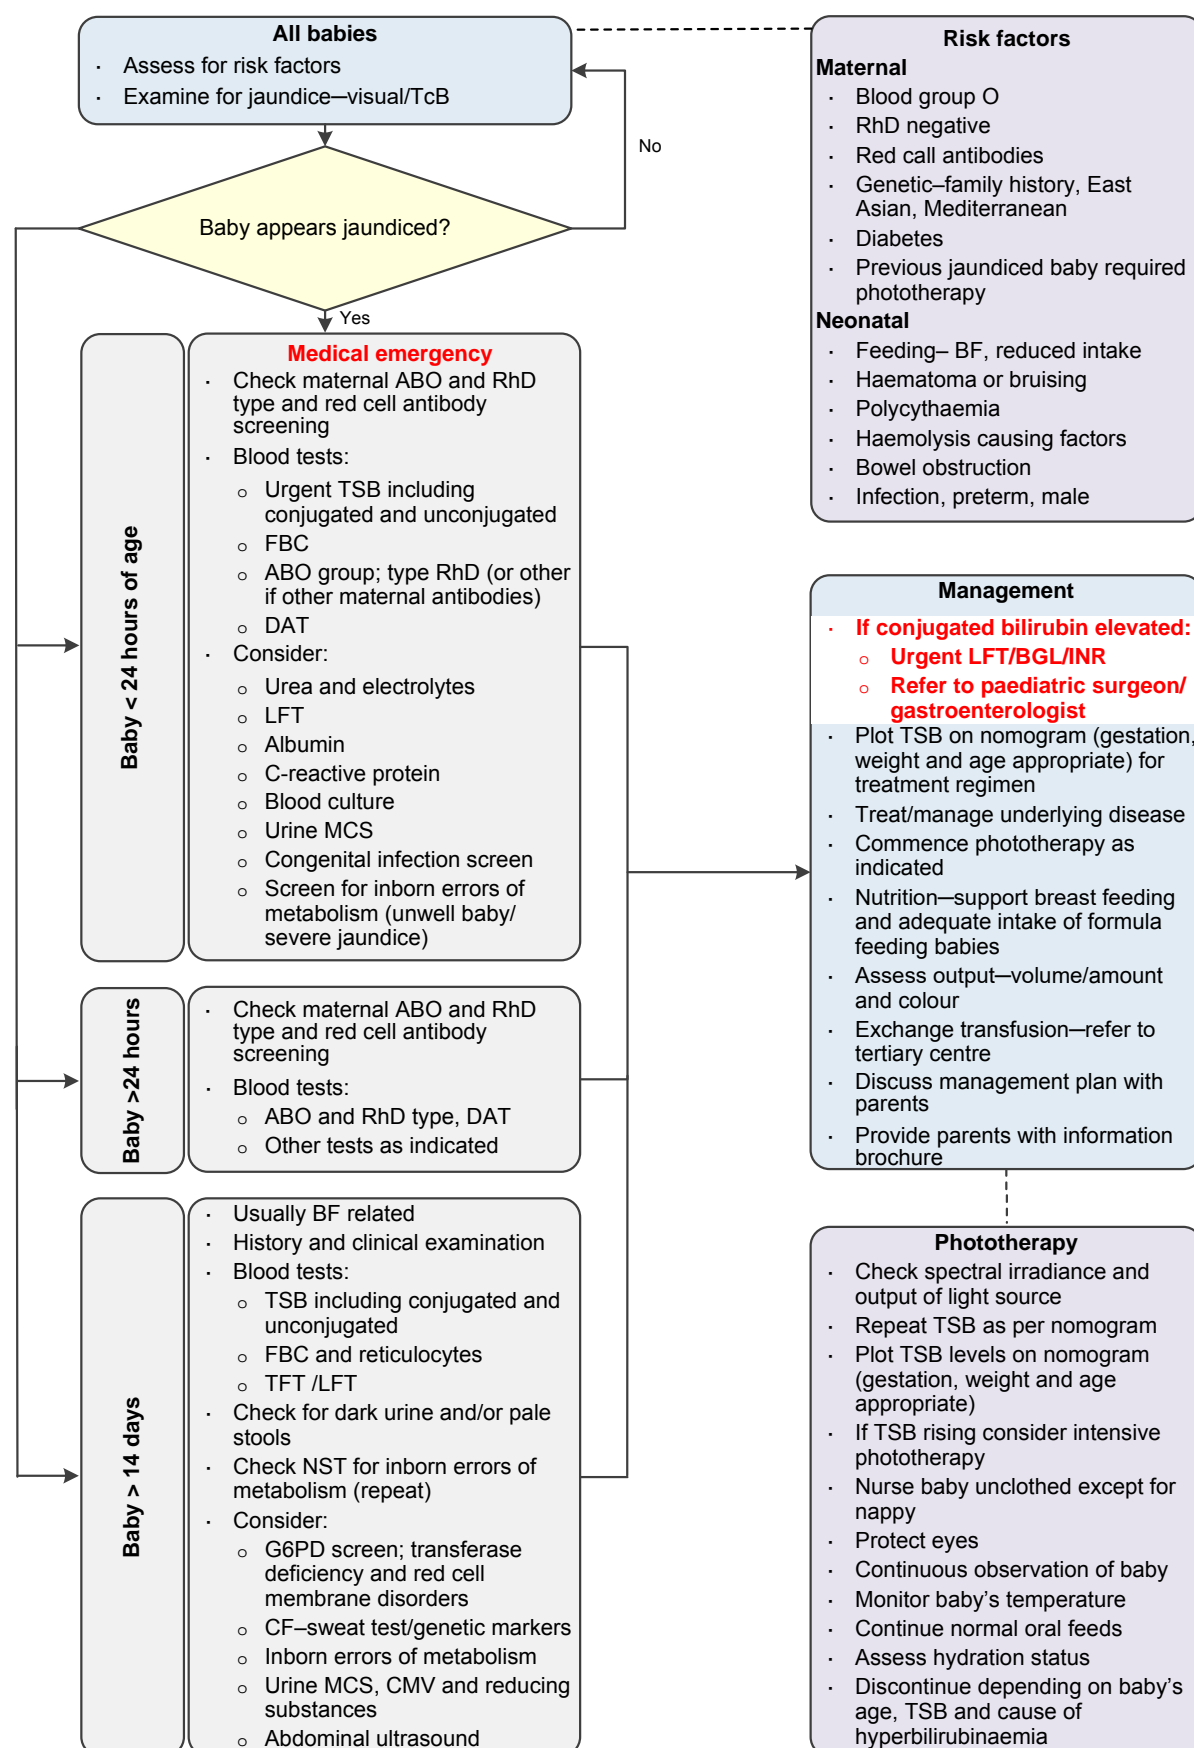 All babies
· Assess for risk factors
· Examine for jaundice—visual/TcB
No
Baby appears jaundiced?
Yes
Baby < 24 hours of age
Medical emergency
· Check maternal ABO and RhD
type and red cell antibody
screening
· Blood tests:
o Urgent TSB including
conjugated and unconjugated
o FBC
o ABO group; type RhD (or other
if other maternal antibodies)
o DAT
· Consider:
o Urea and electrolytes
o LFT
o Albumin
o C-reactive protein
o Blood culture
o Urine MCS
o Congenital infection screen
o Screen for inborn errors of
metabolism (unwell baby/
severe jaundice)
Baby >24 hours
· Check maternal ABO and RhD
type and red cell antibody
screening
· Blood tests:
o ABO and RhD type, DAT
o Other tests as indicated
Baby > 14 days
· Usually BF related
· History and clinical examination
· Blood tests:
o TSB including conjugated and
unconjugated
o FBC and reticulocytes
o TFT /LFT
· Check for dark urine and/or pale
stools
· Check NST for inborn errors of
metabolism (repeat)
· Consider:
o G6PD screen; transferase
deficiency and red cell
membrane disorders
o CF–sweat test/genetic markers
o Inborn errors of metabolism
o Urine MCS, CMV and reducing
substances
o Abdominal ultrasound
Risk factors
Maternal
· Blood group O
· RhD negative
· Red call antibodies
· Genetic–family history, East
Asian, Mediterranean
· Diabetes
· Previous jaundiced baby required
phototherapy
Neonatal
· Feeding– BF, reduced intake
· Haematoma or bruising
· Polycythaemia
· Haemolysis causing factors
· Bowel obstruction
· Infection, preterm, male
Management
· If conjugated bilirubin elevated:
o Urgent LFT/BGL/INR
o Refer to paediatric surgeon/
gastroenterologist
· Plot TSB on nomogram (gestation,
weight and age appropriate) for
treatment regimen
· Treat/manage underlying disease
· Commence phototherapy as
indicated
· Nutrition—support breast feeding
and adequate intake of formula
feeding babies
· Assess output—volume/amount
and colour
· Exchange transfusion—refer to
tertiary centre
· Discuss management plan with
parents
· Provide parents with information
brochure
Phototherapy
· Check spectral irradiance and
output of light source
· Repeat TSB as per nomogram
· Plot TSB levels on nomogram
(gestation, weight and age
appropriate)
· If TSB rising consider intensive
phototherapy
· Nurse baby unclothed except for
nappy
· Protect eyes
· Continuous observation of baby
· Monitor baby’s temperature
· Continue normal oral feeds
· Assess hydration status
· Discontinue depending on baby’s
age, TSB and cause of
hyperbilirubinaemia